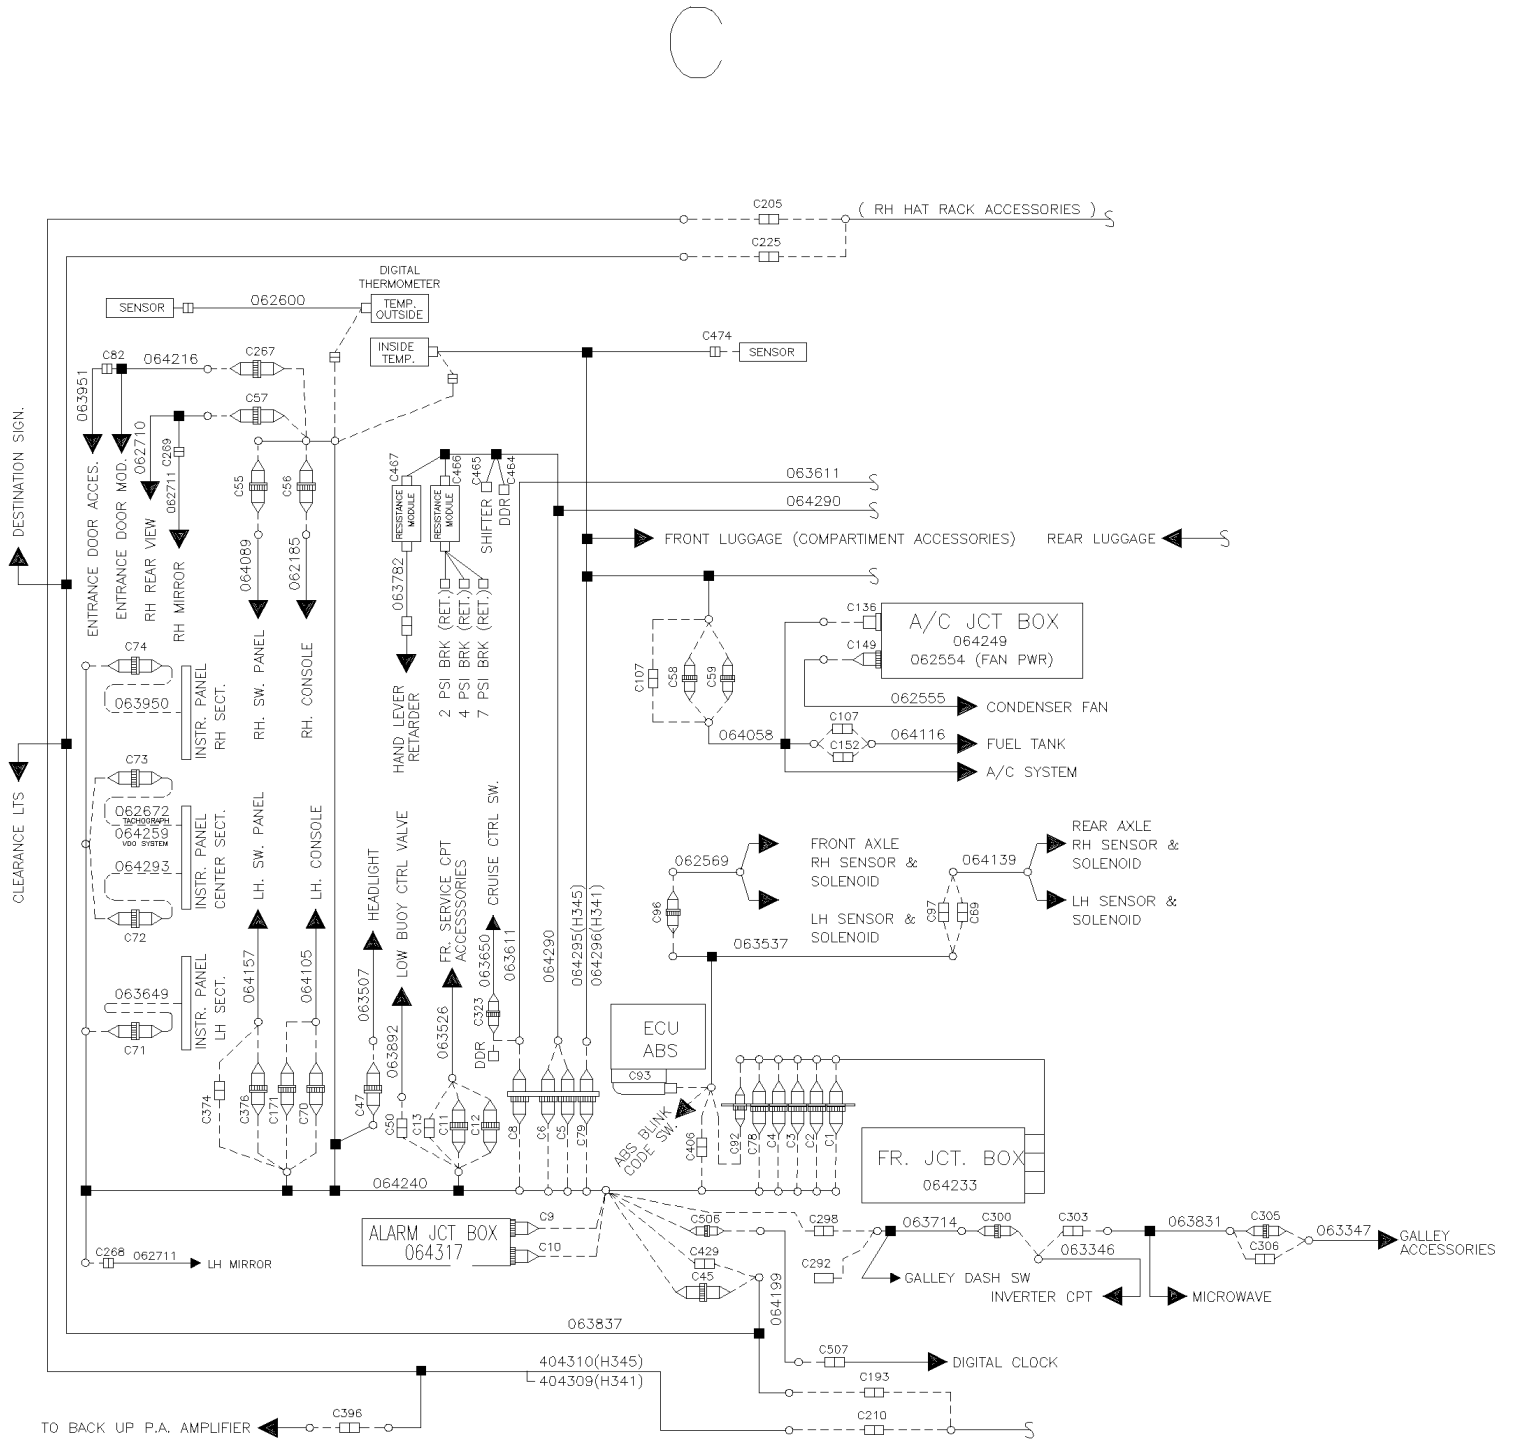 C
C205
( RH HAT RACK ACCESSORIES )
C225
DIGITAL
THERMOMETER
SENSOR
062600
TEMP.
OUTSIDE
INSIDE
TEMP.
C474
SENSOR
C82
064216
C267
063951
C57
DESTINATION SIGN.
ENTRANCE DOOR ACCES.
ENTRANCE DOOR MOD.
062710
RH REAR VIEW
C269
062711
RH MIRROR
C55
C56
064089
062185
RH. SW. PANEL
RH. CONSOLE
C467
RESISTANCE
MODULE
C466
RESISTANCE
MODULE
C465
C464
SHIFTER
DDR
063782
HAND LEVER
RETARDER
2 PSI BRK (RET.)
4 PSI BRK (RET.)
7 PSI BRK (RET.)
063611
064290
FRONT LUGGAGE (COMPARTMENT ACCESSORIES)
REAR LUGGAGE
C136
A/C JCT BOX
064249
062554 (FAN PWR)
C149
C107
C58
C59
062555
CONDENSER FAN
C107
064058
C152
064116
FUEL TANK
A/C SYSTEM
C74
063950
INSTR. PANEL
RH SECT.
CLEARANCE LTS
C73
062672
TACHOGRAPH
064259
VDO SYSTEM
064293
INSTR. PANEL
CENTER SECT.
C72
063649
INSTR. PANEL
LH SECT.
C71
LH. SW. PANEL
LH. CONSOLE
064157
064105
C374
C376
C171
C70
HEADLIGHT
063507
C47
LOW BUOY CTRL VALVE
063892
C50
FR. SERVICE CPT
ACCESSSORIES
063526
C13
C11
C12
CRUISE CTRL SW.
063650
C323
DDR
063611
064290
064295(H345)
064296(H341)
C8
C6
C5
C79
062569
FRONT AXLE
RH SENSOR &
SOLENOID
LH SENSOR &
SOLENOID
C96
063537
064139
REAR AXLE
RH SENSOR &
SOLENOID
LH SENSOR &
SOLENOID
C97
C69
ECU
ABS
C93
ABS BLINK
CODE SW.
C406
C92
C78
C4
C3
C2
C1
FR. JCT. BOX
064233
064240
ALARM JCT BOX
064317
C9
C10
C268
062711
LH MIRROR
C506
C429
C45
064199
C298
C292
063714
C300
C303
063831
C305
C306
063347
GALLEY
ACCESSORIES
063346
GALLEY DASH SW
INVERTER CPT
MICROWAVE
063837
404310(H345)
404309(H341)
C507
DIGITAL CLOCK
C193
C210
C396
TO BACK UP P.A. AMPLIFIER